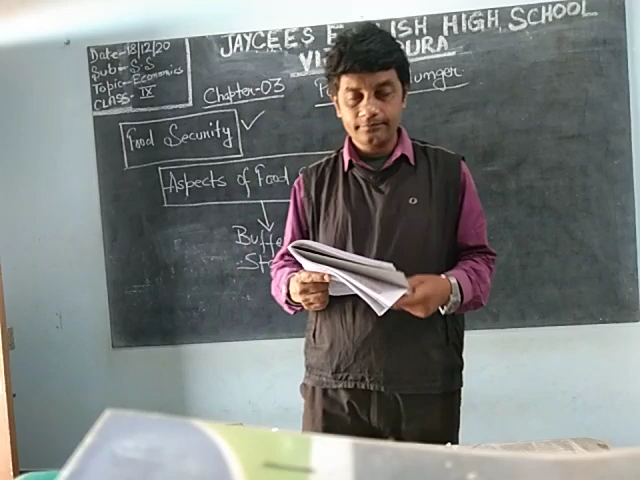 JAYCEES ENGLISH HIGH SCHOOL
Date-18/12/20
Sub- S.S
Topic- Economics
CLASS- IX
Chapter-03
Food Security
Aspects of Food